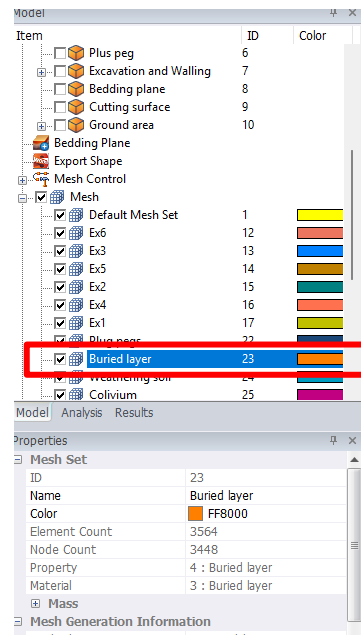 Model
Item ID Color
Plus peg 6
Excavation and Walling 7
Bedding plane 8
Cutting surface 9
Ground area 10
Bedding Plane
Export Shape
Mesh Control
Mesh
Default Mesh Set 1
Ex6 12
Ex3 13
Ex5 14
Ex2 15
Ex4 16
Ex1 17
Plug pegs 22
Buried layer 23
Weathering soil 24
Colivium 25
Model Analysis Results
Properties
Mesh Set
ID 23
Name Buried layer
Color FF8000
Element Count 3564
Node Count 3448
Property 4 : Buried layer
Material 3 : Buried layer
Mass
Mesh Generation Information